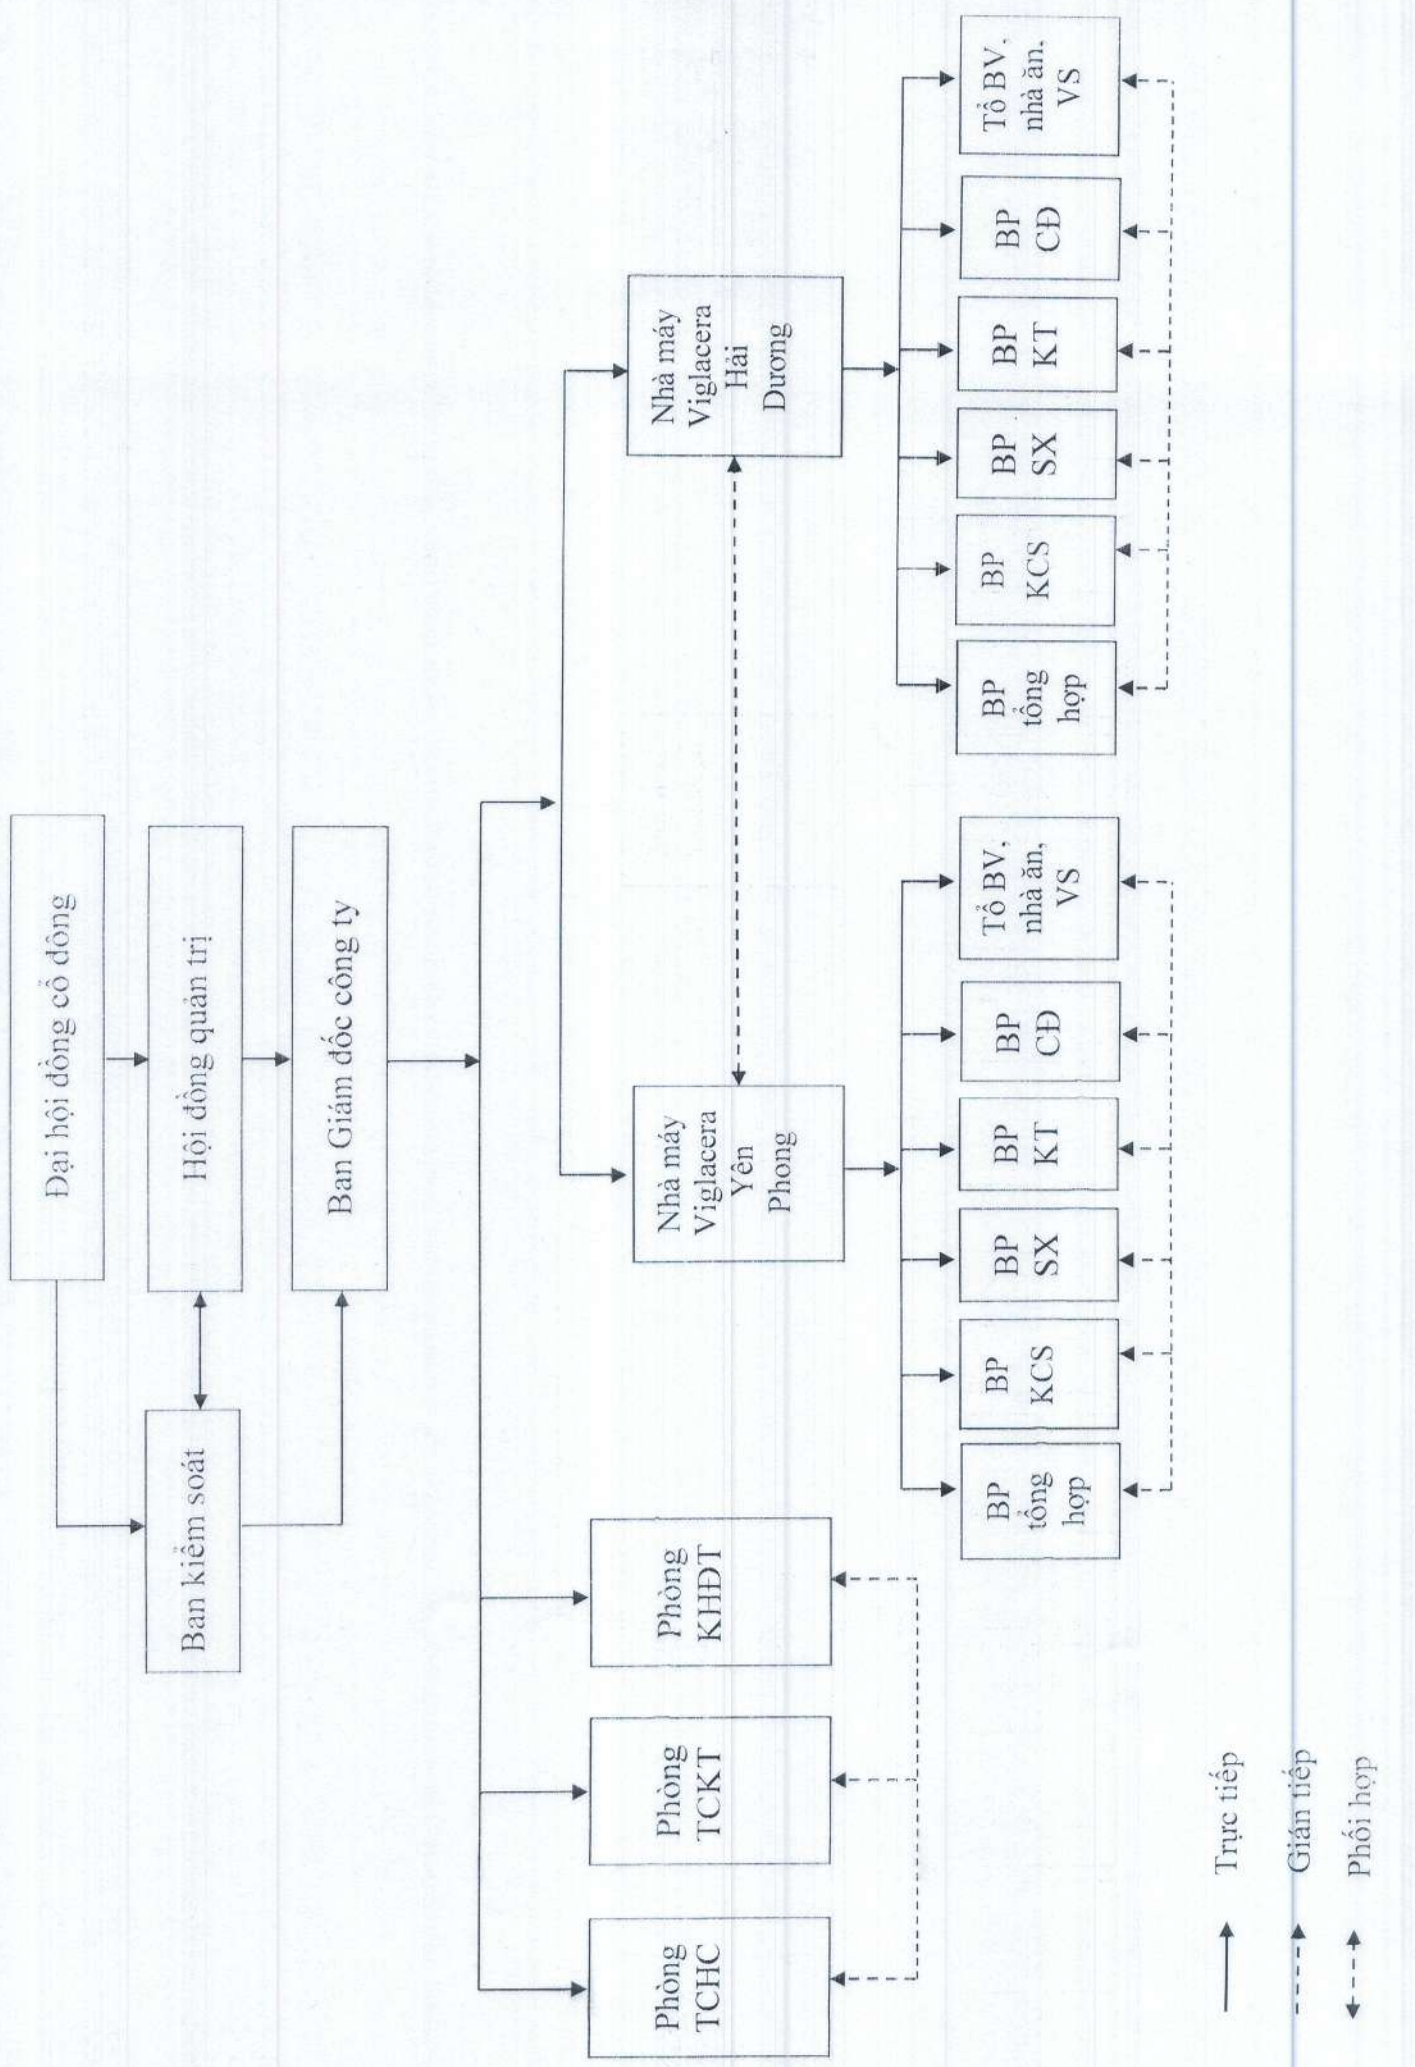 Đại hội đồng cổ đông
Ban kiểm soát
Hội đồng quản trị
Ban Giám đốc công ty
Phòng
TCHC
Phòng
TCKT
Phòng
KHĐT
Nhà máy
Viglacera
Yên
Phong
Nhà máy
Viglacera
Hải
Dương
BP
tổng
hợp
BP
KCS
BP
SX
BP
KT
BP
CĐ
Tổ BV,
nhà ăn,
VS
BP
tổng
hợp
BP
KCS
BP
SX
BP
KT
BP
CĐ
Tổ BV,
nhà ăn,
VS
Trực tiếp
Gián tiếp
Phối hợp